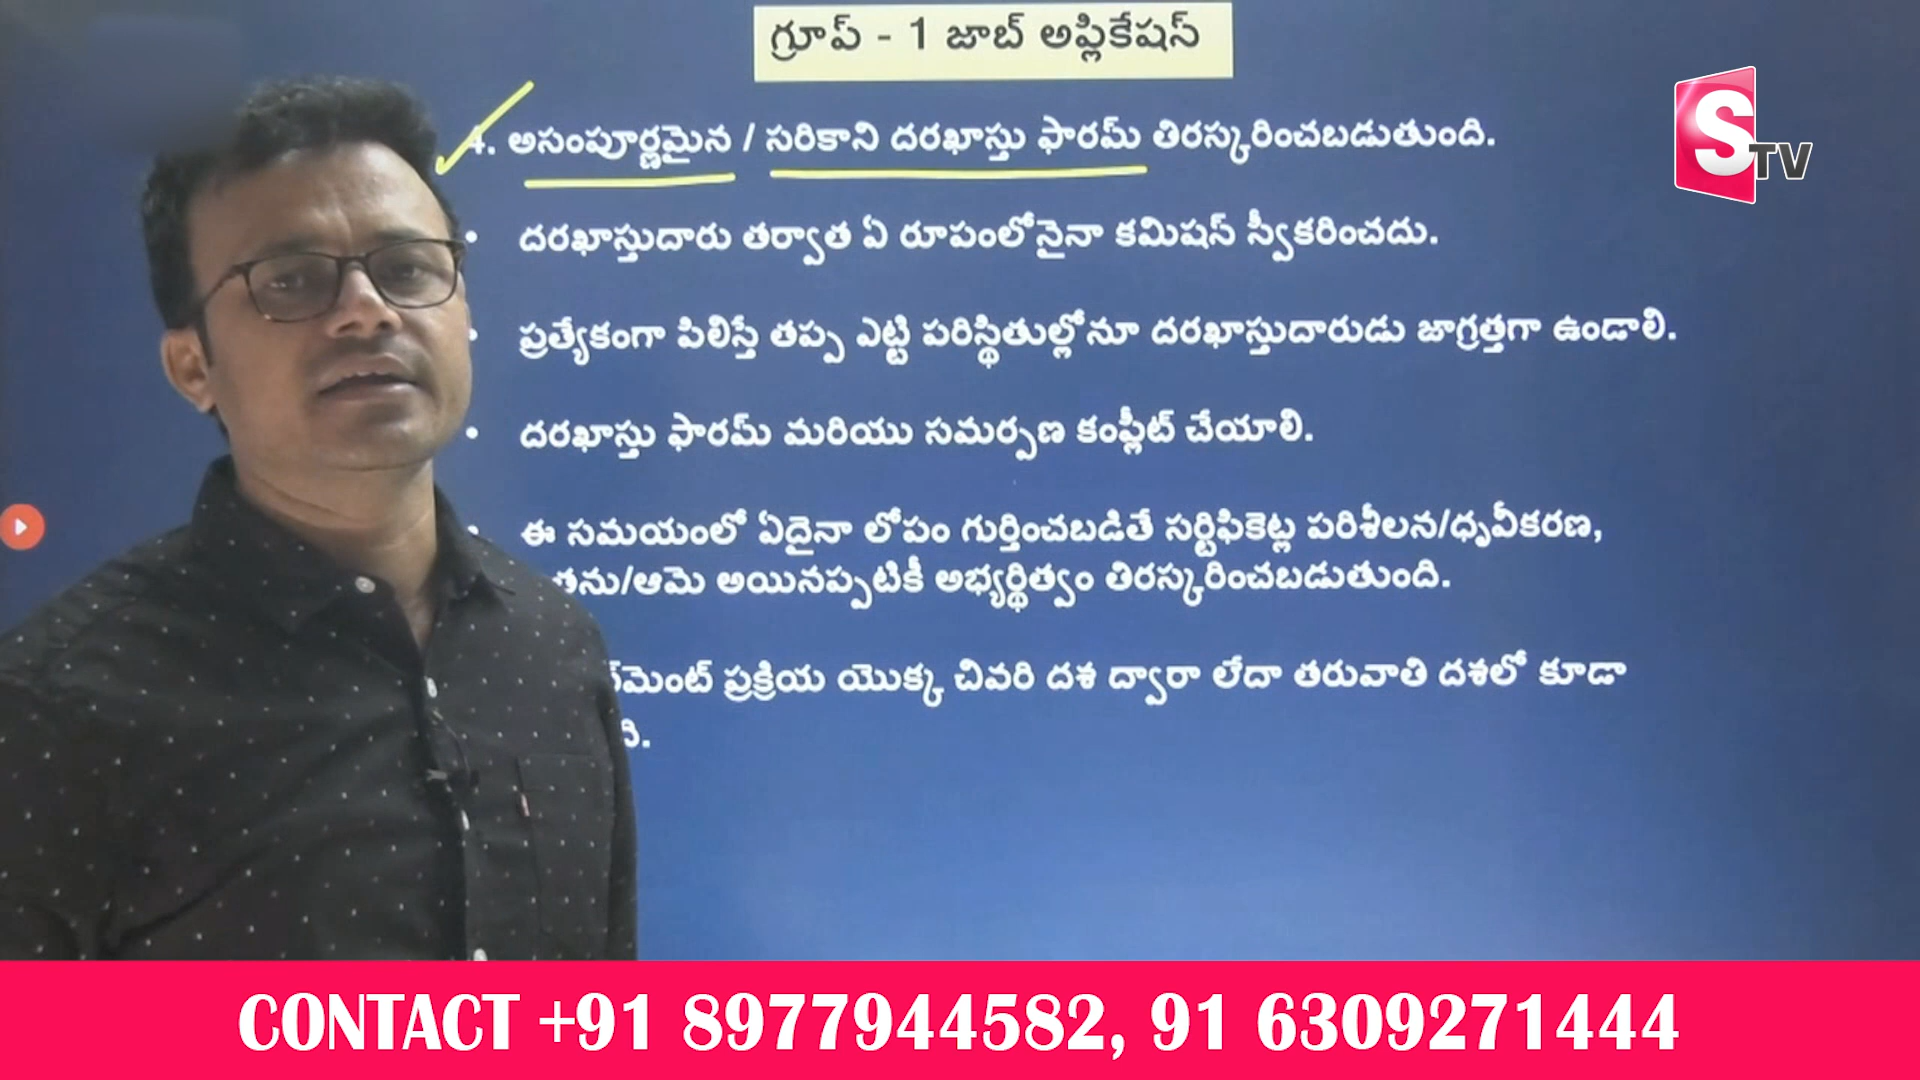 గ్రూప్ - 1 జాబ్ అప్లికేషన్
4. అసంపూర్ణమైన / సరికాని దరఖాస్తు ఫారమ్ తిరస్కరించబడుతుంది.
STV
• దరఖాస్తుదారు తర్వాత ఏ రూపంలోనైనా కమిషన్ స్వీకరించదు.
• ప్రత్యేకంగా పిలిస్తే తప్ప ఎట్టి పరిస్థితుల్లోనూ దరఖాస్తుదారుడు జాగ్రత్తగా ఉండాలి.
• దరఖాస్తు ఫారమ్ మరియు సమర్పణ కంప్లీట్ చేయాలి.
• ఈ సమయంలో ఏదైనా లోపం గుర్తించబడితే సర్టిఫికెట్ల పరిశీలన/ధృవీకరణ,
తను/ఆమె అయినప్పటికీ అభ్యర్థిత్వం తిరస్కరించబడుతుంది.
ప్రక్రియ యొక్క చివరి దశ ద్వారా లేదా తరువాతి దశలో కూడా
CONTACT +91 8977944582, 91 6309271444